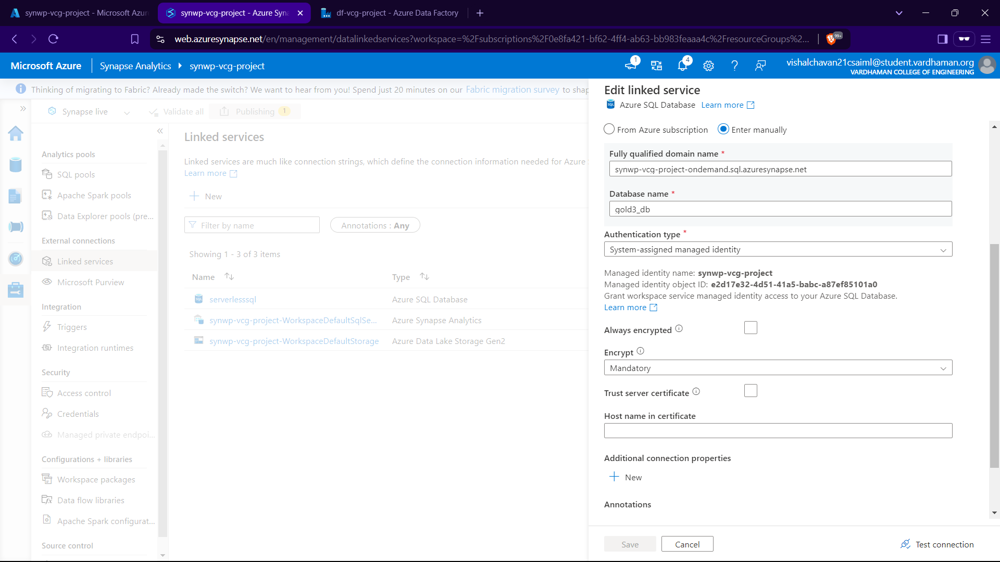 synwp-vcg-project - Microsoft Azur
synwp-vcg-project - Azure Syna
df-vcg-project - Azure Data Factory
web.azuresynapse.net/en/management/datalinkedservices?workspace=%2Fsubscriptions%2F0e8fa421-bf62-4ff4-ab63-bb983feaaa4c%2FresourceGroups%2...
99+
Microsoft Azure
Synapse Analytics
synwp-vcg-project
1
4
vishalchavan21csaiml@student.vardhaman.org
VARDHAMAN COLLEGE OF ENGINEERING
Thinking of migrating to Fabric? Already made the switch? We want to hear from you! Spend just 20 minutes on our Fabric migration survey to shap
Synapse live
Validate all
Publishing 1
Analytics pools
SQL pools
Apache Spark pools
Data Explorer pools (pre...
External connections
Linked services
Microsoft Purview
Integration
Triggers
Integration runtimes
Security
Access control
Credentials
Managed private endpoi...
Configurations + libraries
Workspace packages
Data flow libraries
Apache Spark configurat...
Source control
Linked services
Linked services are much like connection strings, which define the connection information needed for Azure
Learn more
New
Filter by name
Annotations : Any
Showing 1 - 3 of 3 items
Name
Type
serverlesssql
Azure SQL Database
synwp-vcg-project-WorkspaceDefaultSqlSe...
Azure Synapse Analytics
synwp-vcg-project-WorkspaceDefaultStorage
Azure Data Lake Storage Gen2
Edit linked service
SQL
Azure SQL Database Learn more
From Azure subscription
Enter manually
Fully qualified domain name *
synwp-vcg-project-ondemand.sql.azuresynapse.net
Database name *
gold3_db
Authentication type *
System-assigned managed identity
Managed identity name: synwp-vcg-project
Managed identity object ID: e2d17e32-4d51-41a5-babc-a87ef85101a0
Grant workspace service managed identity access to your Azure SQL Database.
Learn more
Always encrypted
Encrypt
Mandatory
Trust server certificate
Host name in certificate
Additional connection properties
New
Annotations
Save
Cancel
Test connection